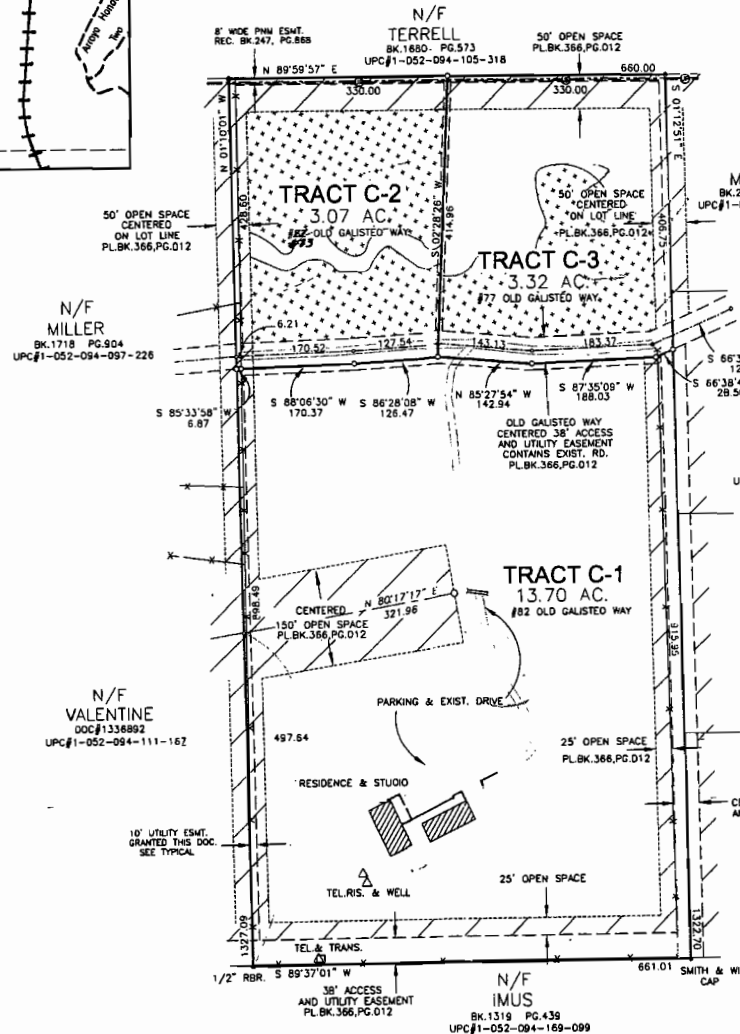 Arroyo
Two
N/F
TERRELL
BK.1680- PG.573
UPC#1-052-094-105-318
8' WIDE PNM ESMT.
REC. BK.247, PG.868
50' OPEN SPACE
PL.BK.366,PG.012
N 89°59'57" E
660.00
330.00
330.00
N 01°10'01" W
S 01°12'51" E
428.60
S 02°28'26" W
414.96
406.75
TRACT C-2
3.07 AC.
OLD GALISTEO WAY
#73
50' OPEN SPACE
CENTERED
ON LOT LINE
PL.BK.366,PG.012
50' OPEN SPACE
CENTERED
ON LOT LINE
PL.BK.366,PG.012
TRACT C-3
3.32 AC.
#77 OLD GALISTEO WAY
N/F
MILLER
BK.1718 PG.904
UPC#1-052-094-097-226
6.21
170.52
127.54
143.13
183.37
S 85°33'58" W
6.87
S 88°06'30" W
170.37
S 86°28'08" W
126.47
N 85°27'54" W
142.94
S 87°35'09" W
188.03
OLD GALISTEO WAY
CENTERED 38' ACCESS
AND UTILITY EASEMENT
CONTAINS EXIST. RD.
PL.BK.366,PG.012
TRACT C-1
13.70 AC.
#82 OLD GALISTEO WAY
898.49
915.95
N 80°17'17" E
321.96
CENTERED
150' OPEN SPACE
PL.BK.366,PG.012
N/F
VALENTINE
DOC#1336892
UPC#1-052-094-111-167
497.64
PARKING & EXIST. DRIVE
25' OPEN SPACE
PL.BK.366,PG.012
RESIDENCE & STUDIO
10' UTILITY ESMT.
GRANTED THIS DOC.
SEE TYPICAL
TEL.RIS. & WELL
25' OPEN SPACE
1327.09
1322.70
TEL.& TRANS.
1/2" RBR.
S 89°37'01" W
661.01
SMITH & WI
CAP
38' ACCESS
AND UTILITY EASEMENT
PL.BK.366,PG.012
N/F
IMUS
BK.1319 PG.439
UPC#1-052-094-169-099